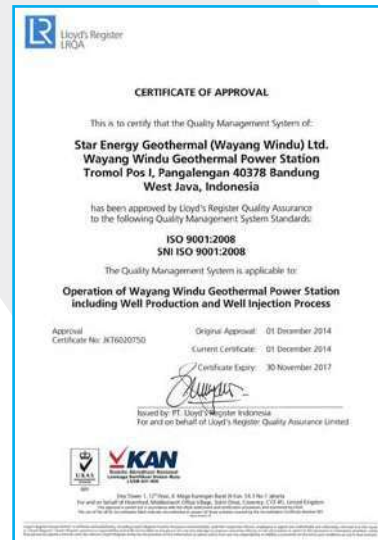 LR
Lloyd's Register
LRQA
CERTIFICATE OF APPROVAL
This is to certify that the Quality Management System of:
Star Energy Geothermal (Wayang Windu) Ltd.
Wayang Windu Geothermal Power Station
Tromol Pos I, Pangalengan 40378 Bandung
West Java, Indonesia
has been approved by Lloyd's Register Quality Assurance
to the following Quality Management System Standards:
ISO 9001:2008
SNI ISO 9001:2008
The Quality Management System is applicable to:
Operation of Wayang Windu Geothermal Power Station
including Well Production and Well Injection Process
Approval
Certificate No: JKT6020750
Original Approval: 01 December 2014
Current Certificate: 01 December 2014
Certificate Expiry: 30 November 2017
Issued by: PT. Lloyd's Register Indonesia
For and on behalf of Lloyd's Register Quality Assurance Limited
UKAS
KAN
Komite Akreditasi Nasional